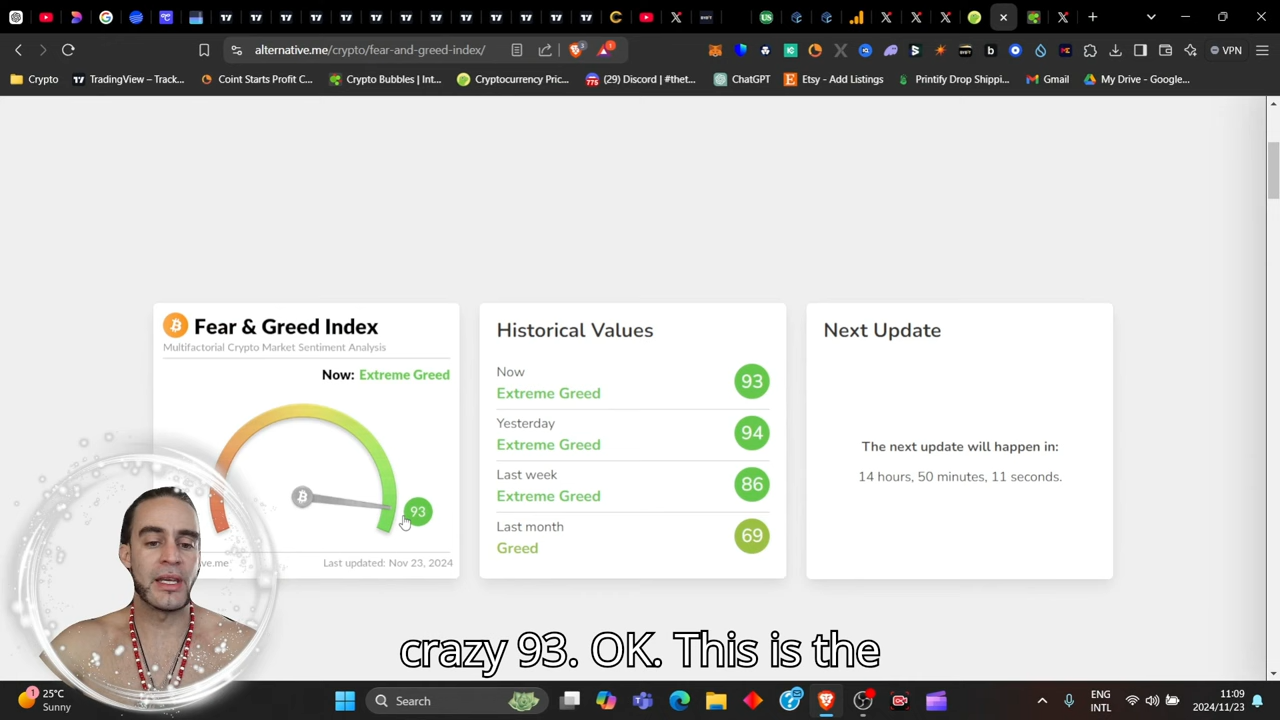 alternative.me/crypto/fear-and-greed-index/
VPN
Crypto
TradingView – Track...
Coint Starts Profit C...
Crypto Bubbles | Int...
Cryptocurrency Pric...
(29) Discord | #thet...
ChatGPT
Etsy - Add Listings
Printify Drop Shippi...
Gmail
My Drive - Google...
Fear & Greed Index
Multifactorial Crypto Market Sentiment Analysis
Now: Extreme Greed
93
ve.me
Last updated: Nov 23, 2024
Historical Values
Now
Extreme Greed
93
Yesterday
Extreme Greed
94
Last week
Extreme Greed
86
Last month
Greed
69
Next Update
The next update will happen in:
14 hours, 50 minutes, 11 seconds.
crazy 93. OK. This is the
1
25°C
Sunny
Search
ENG
INTL
11:09
2024/11/23